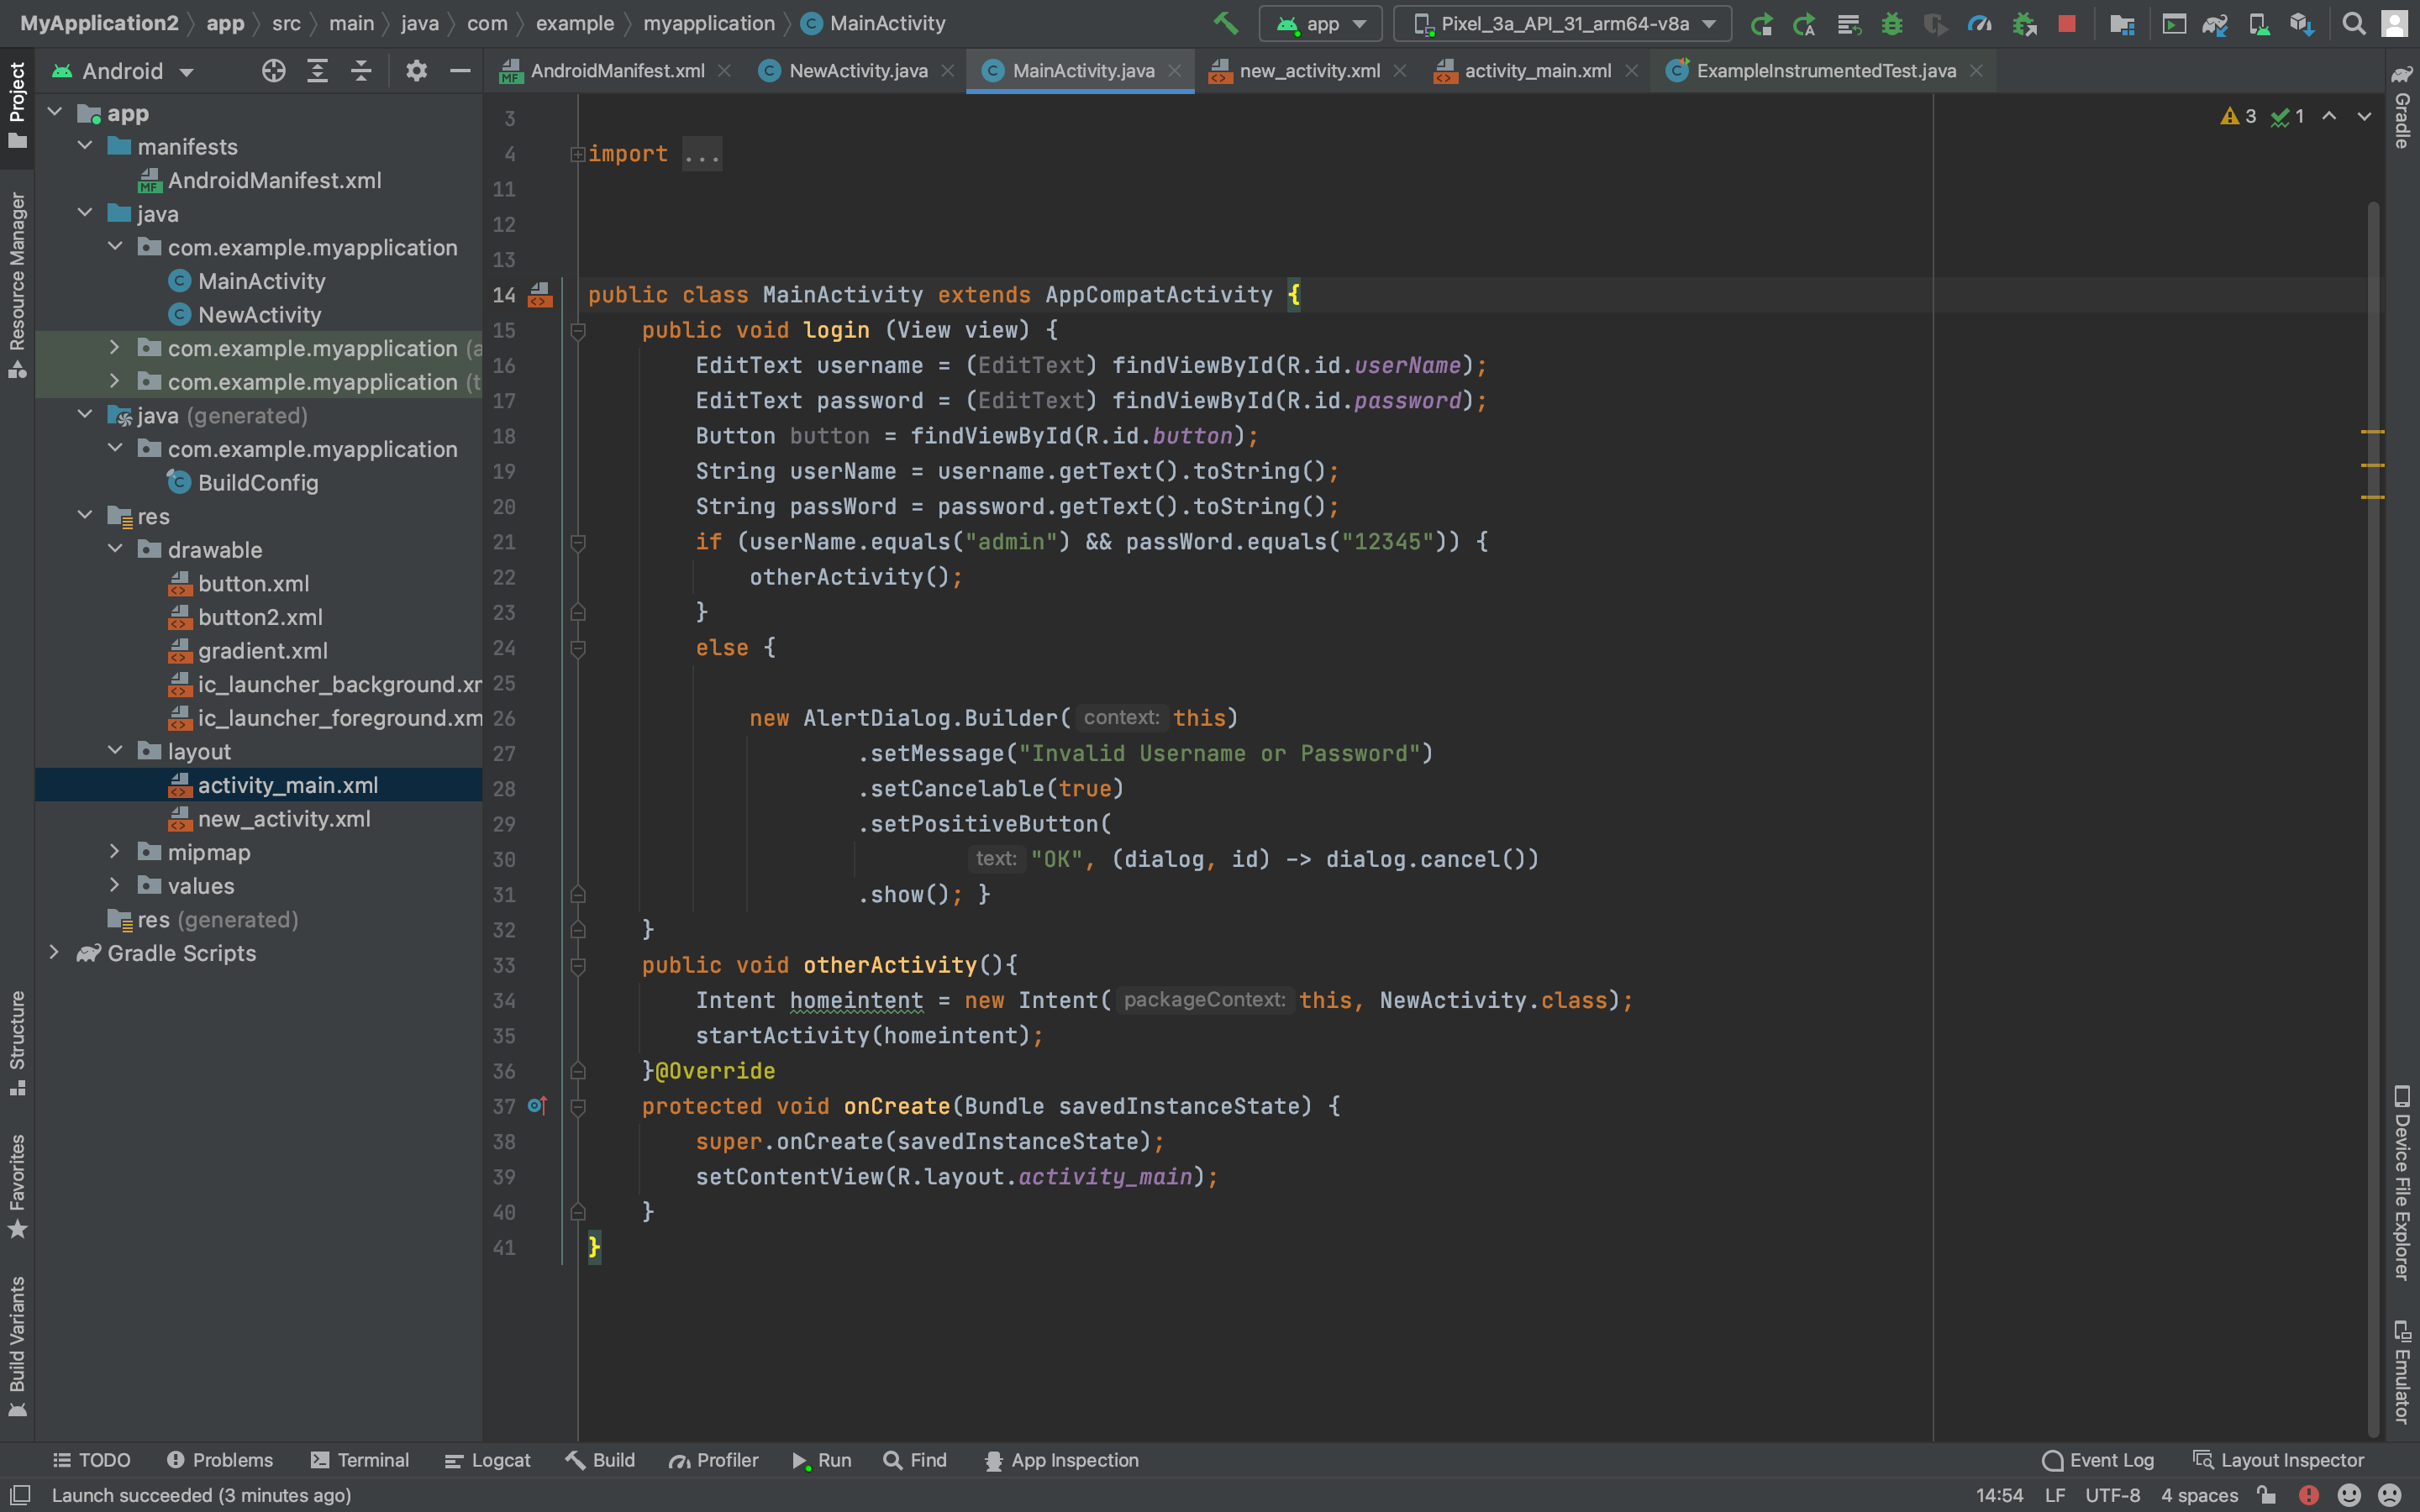 MyApplication2 app src main java com example myapplication MainActivity app Pixel_3a_API_31_arm64-v8a
Project
Resource Manager
Structure
Favorites
Build Variants
Android
app
manifests
AndroidManifest.xml
java
com.example.myapplication
MainActivity
NewActivity
com.example.myapplication (a
com.example.myapplication (t
java (generated)
com.example.myapplication
BuildConfig
res
drawable
button.xml
button2.xml
gradient.xml
ic_launcher_background.xm
ic_launcher_foreground.xm
layout
activity_main.xml
new_activity.xml
mipmap
values
res (generated)
Gradle Scripts
AndroidManifest.xml NewActivity.java MainActivity.java new_activity.xml activity_main.xml ExampleInstrumentedTest.java
3 1
3
4 import ...
11
12
13
14 public class MainActivity extends AppCompatActivity {
15 public void login (View view) {
16 EditText username = (EditText) findViewById(R.id.userName);
17 EditText password = (EditText) findViewById(R.id.password);
18 Button button = findViewById(R.id.button);
19 String userName = username.getText().toString();
20 String passWord = password.getText().toString();
21 if (userName.equals("admin") && passWord.equals("12345")) {
22 otherActivity();
23 }
24 else {
25
26 new AlertDialog.Builder( context: this)
27 .setMessage("Invalid Username or Password")
28 .setCancelable(true)
29 .setPositiveButton(
30 text: "OK", (dialog, id) -> dialog.cancel())
31 .show(); }
32 }
33 public void otherActivity(){
34 Intent homeintent = new Intent( packageContext: this, NewActivity.class);
35 startActivity(homeintent);
36 }@Override
37 protected void onCreate(Bundle savedInstanceState) {
38 super.onCreate(savedInstanceState);
39 setContentView(R.layout.activity_main);
40 }
41 }
Gradle
Device File Explorer
Emulator
TODO Problems Terminal Logcat Build Profiler Run Find App Inspection Event Log Layout Inspector
Launch succeeded (3 minutes ago) 14:54 LF UTF-8 4 spaces